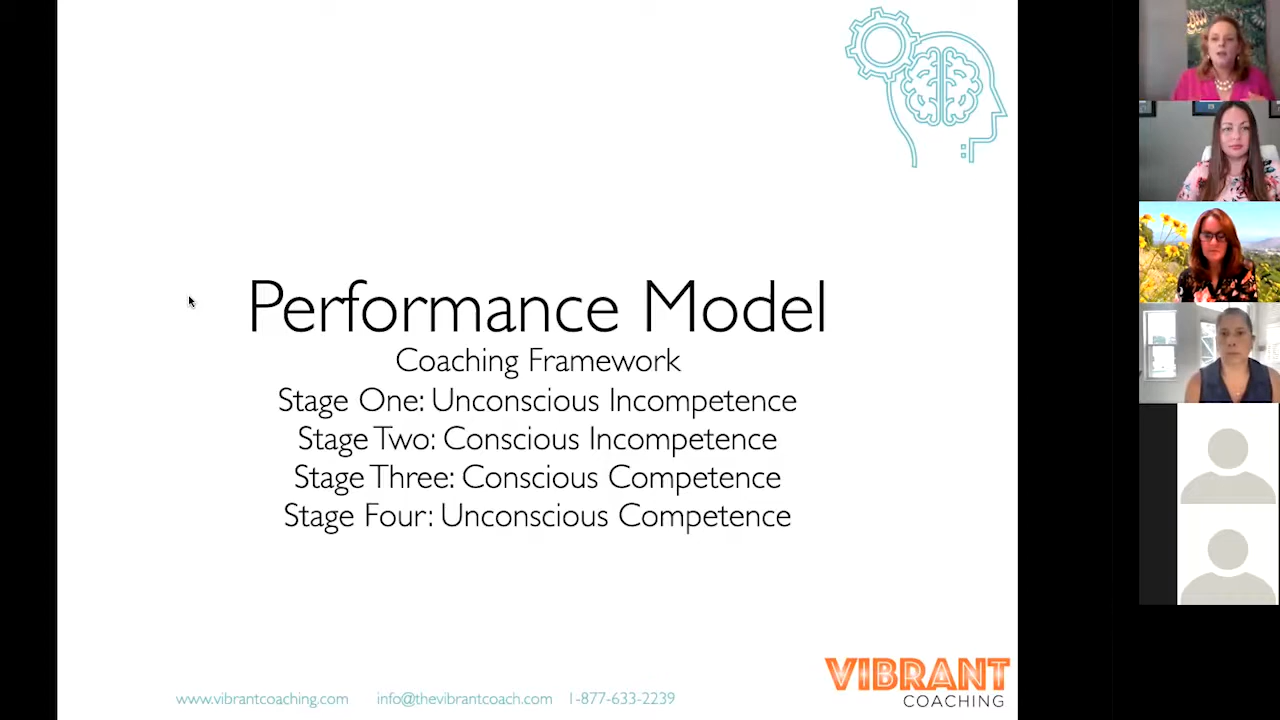 Performance Model
Coaching Framework
Stage One: Unconscious Incompetence
Stage Two: Conscious Incompetence
Stage Three: Conscious Competence
Stage Four: Unconscious Competence
www.vibrantcoaching.com info@thevibrantcoach.com 1-877-633-2239
VIBRANT
COACHING